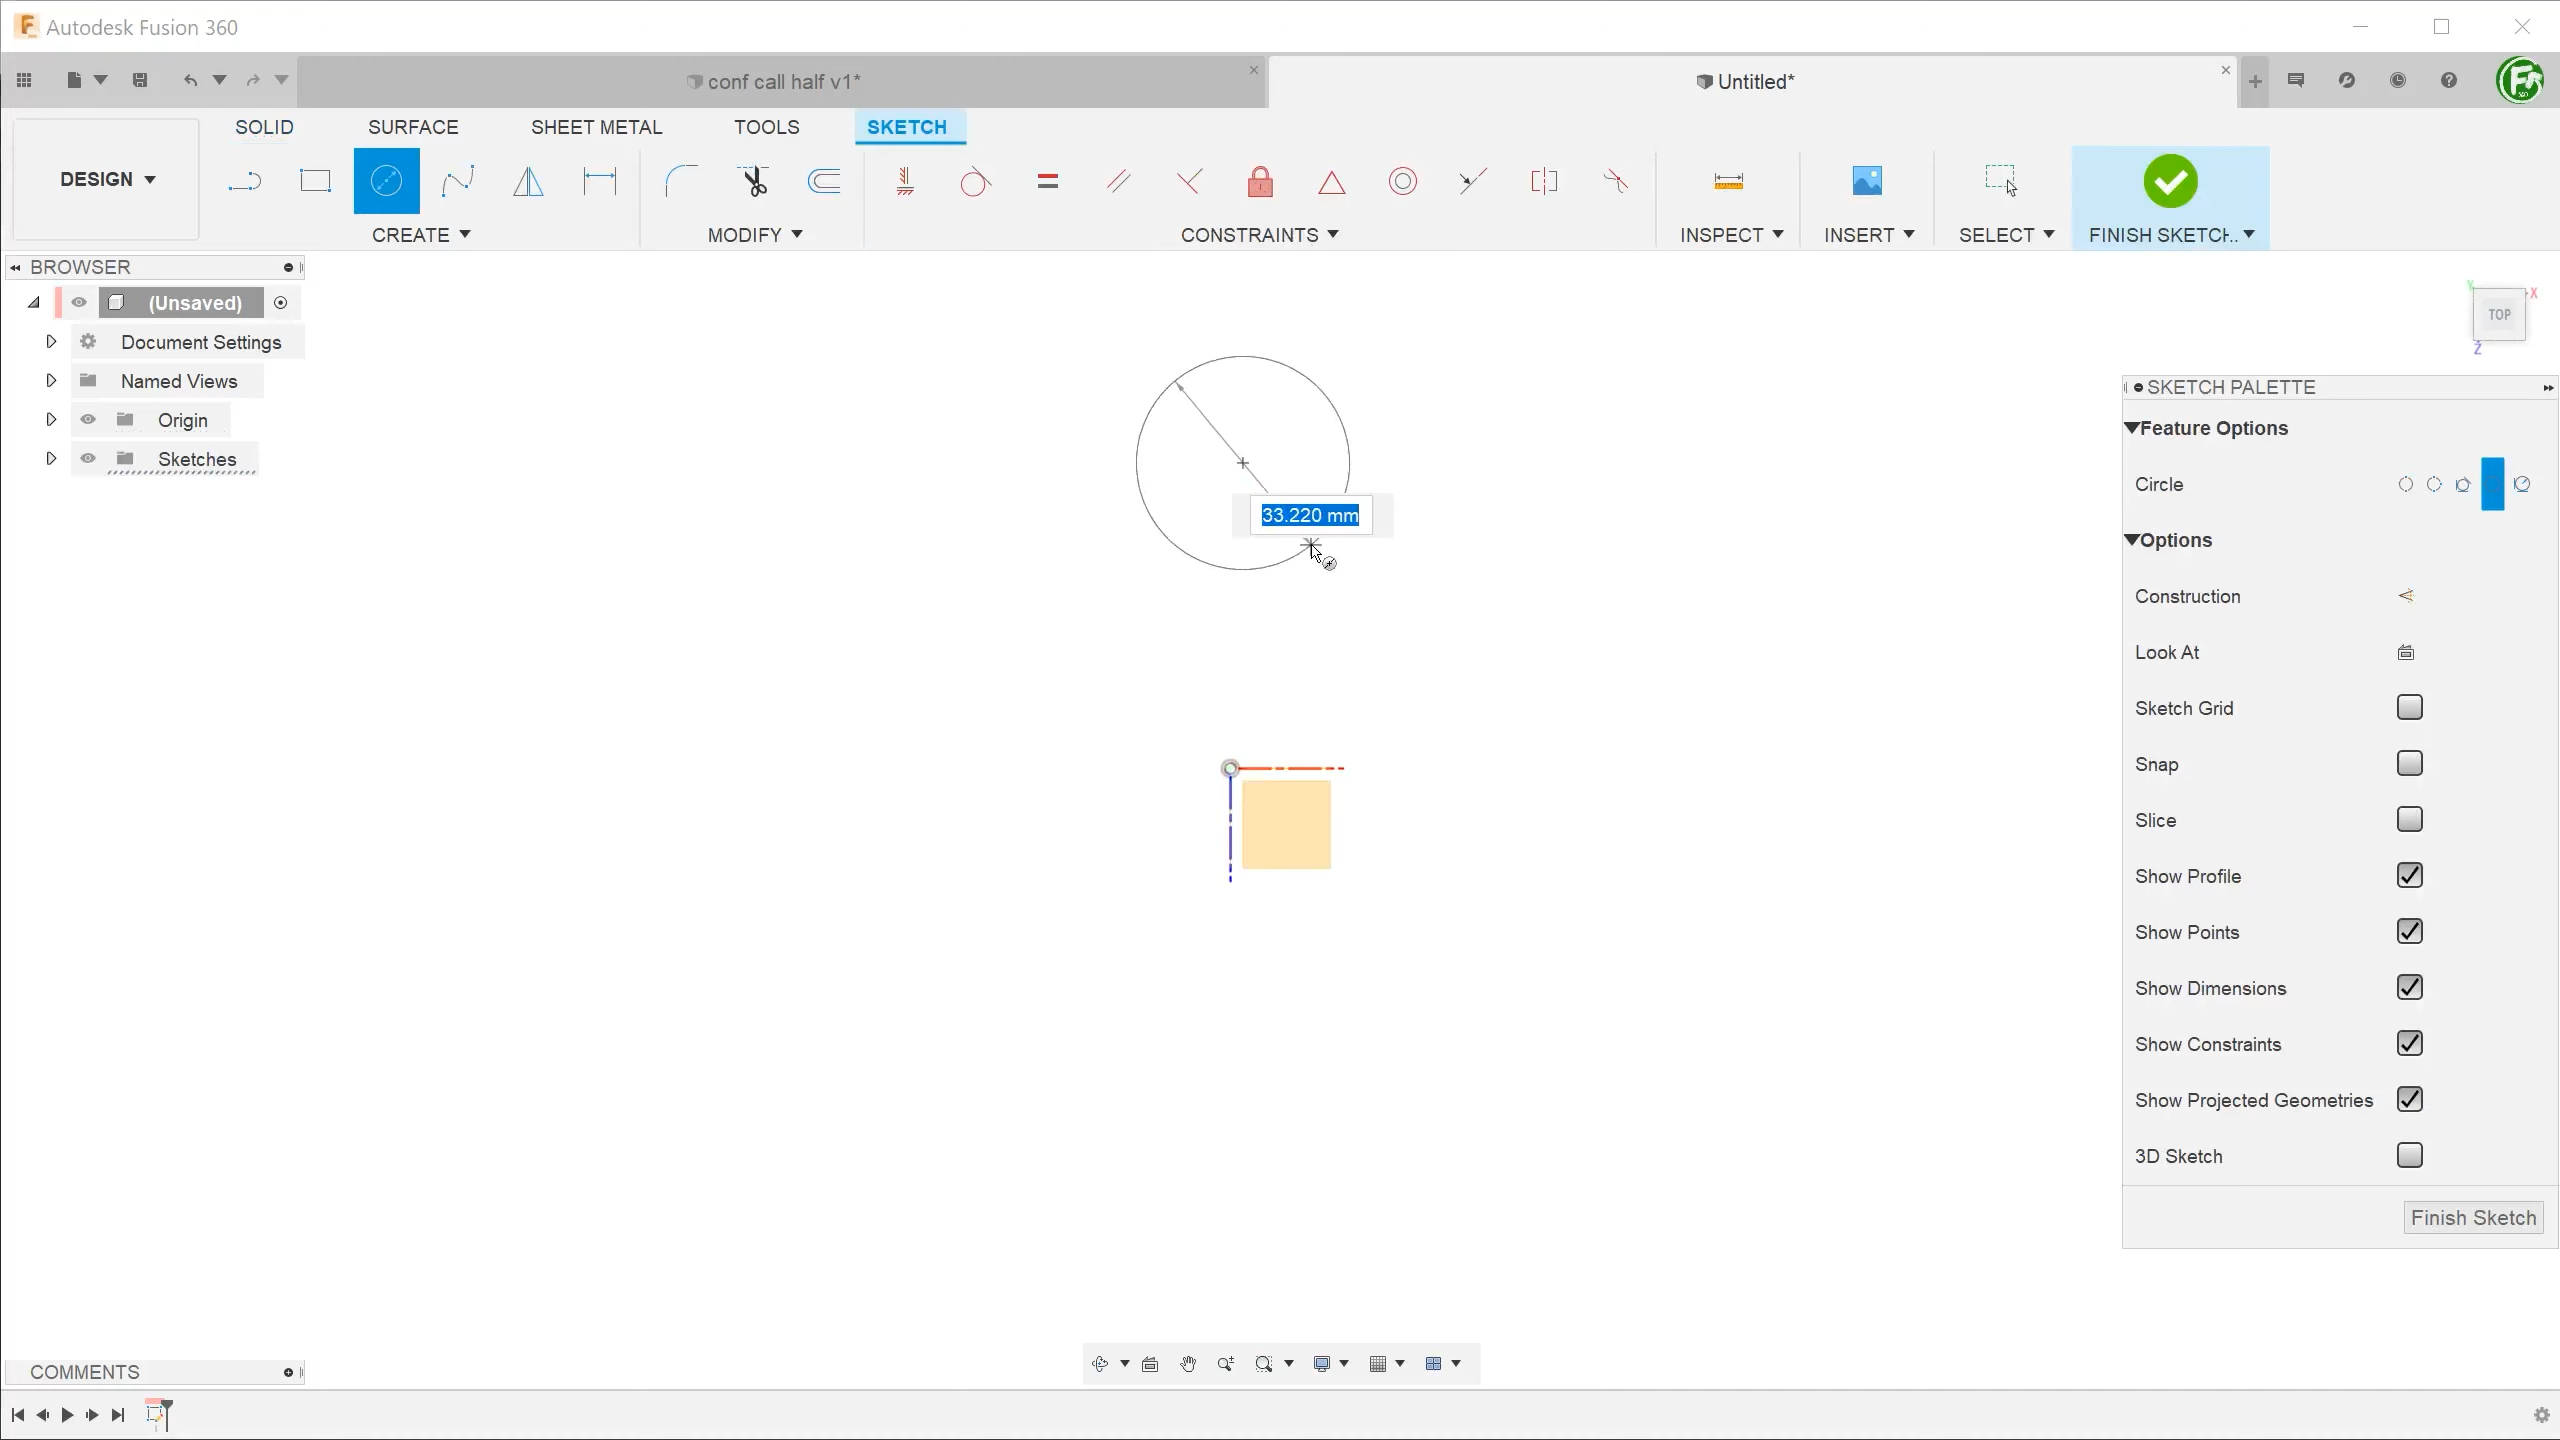 Autodesk Fusion 360
conf call half v1*
Untitled*
SOLID
SURFACE
SHEET METAL
TOOLS
SKETCH
DESIGN
CREATE
MODIFY
CONSTRAINTS
INSPECT
INSERT
SELECT
FINISH SKETCH..
BROWSER
(Unsaved)
Document Settings
Named Views
Origin
Sketches
33.220 mm
Y
X
TOP
Z
SKETCH PALETTE
Feature Options
Circle
Options
Construction
Look At
Sketch Grid
Snap
Slice
Show Profile
Show Points
Show Dimensions
Show Constraints
Show Projected Geometries
3D Sketch
Finish Sketch
COMMENTS